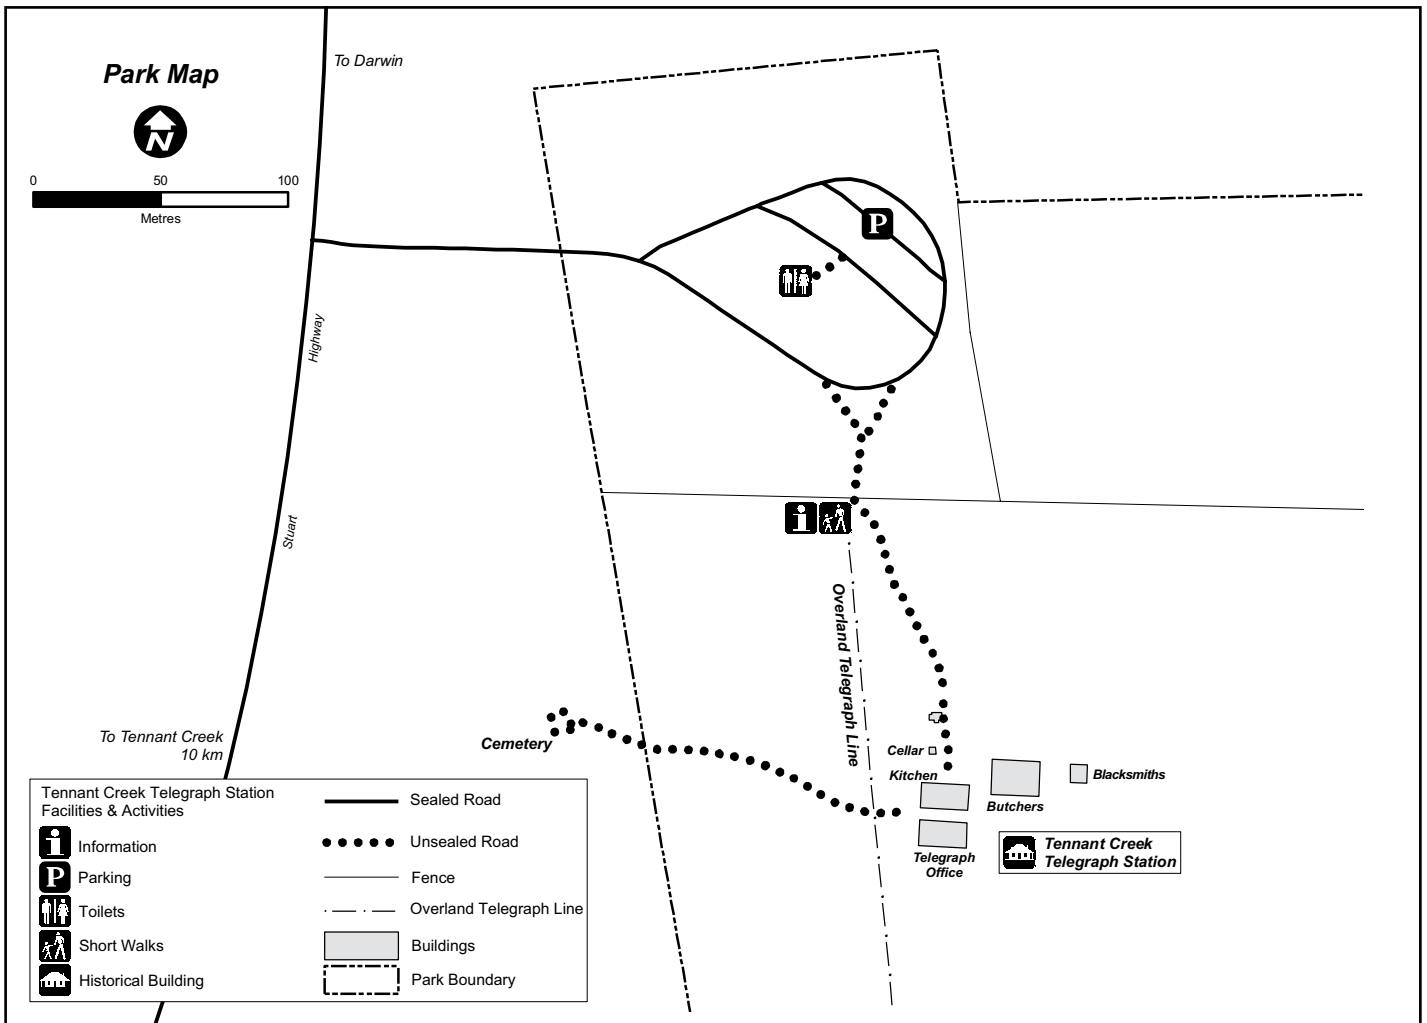 Park Map
N
0 50 100
Metres
To Darwin
P
Highway
Stuart
i
Overland Telegraph Line
To Tennant Creek
10 km
Cemetery
Cellar
Kitchen
Blacksmiths
Butchers
Telegraph
Office
Tennant Creek
Telegraph Station
Tennant Creek Telegraph Station
Facilities & Activities
i Information
P Parking
Toilets
Short Walks
Historical Building
Sealed Road
Unsealed Road
Fence
Overland Telegraph Line
Buildings
Park Boundary